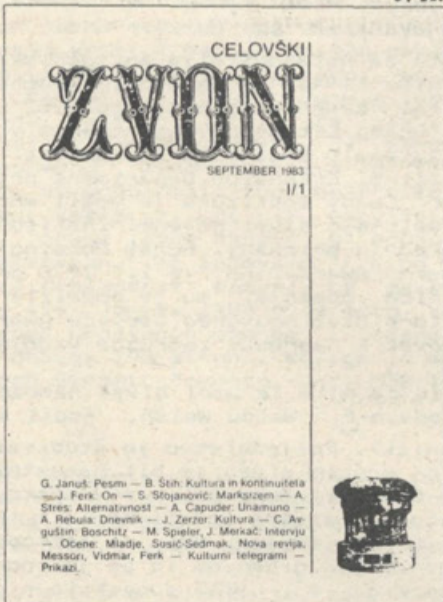 CELOVŠKI
ZVON
SEPTEMBER 1983
I/1
G. Januš: Pesmi — B. Štih: Kultura in kontinuiteta
— J. Ferk: On — S. Stojanović: Marksizem — A.
Stres: Alternativnost — A. Capuder: Unamuno —
A. Rebula: Dnevnik — J. Zerzer: Kultura — C. Av-
guštin: Boschitz — M. Spieler, J. Merkač: Intervju
— Ocene: Mladje, Susič-Sedmak, Nova revija,
Messori, Vidmar, Ferk — Kulturni telegrami —
Prikazi.